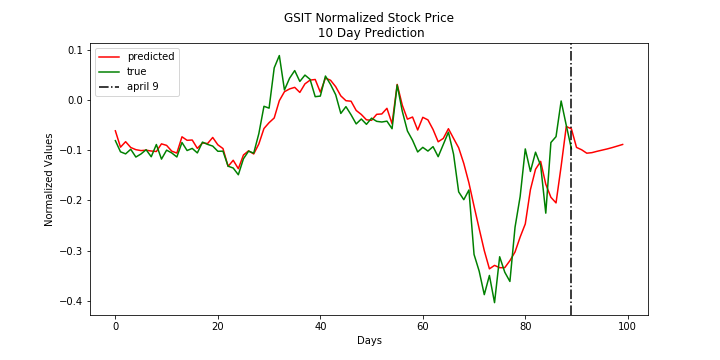 GSIT Normalized Stock Price
10 Day Prediction
predicted
true
april 9
Normalized Values
0.1
0.0
−0.1
−0.2
−0.3
−0.4
0
20
40
60
80
100
Days